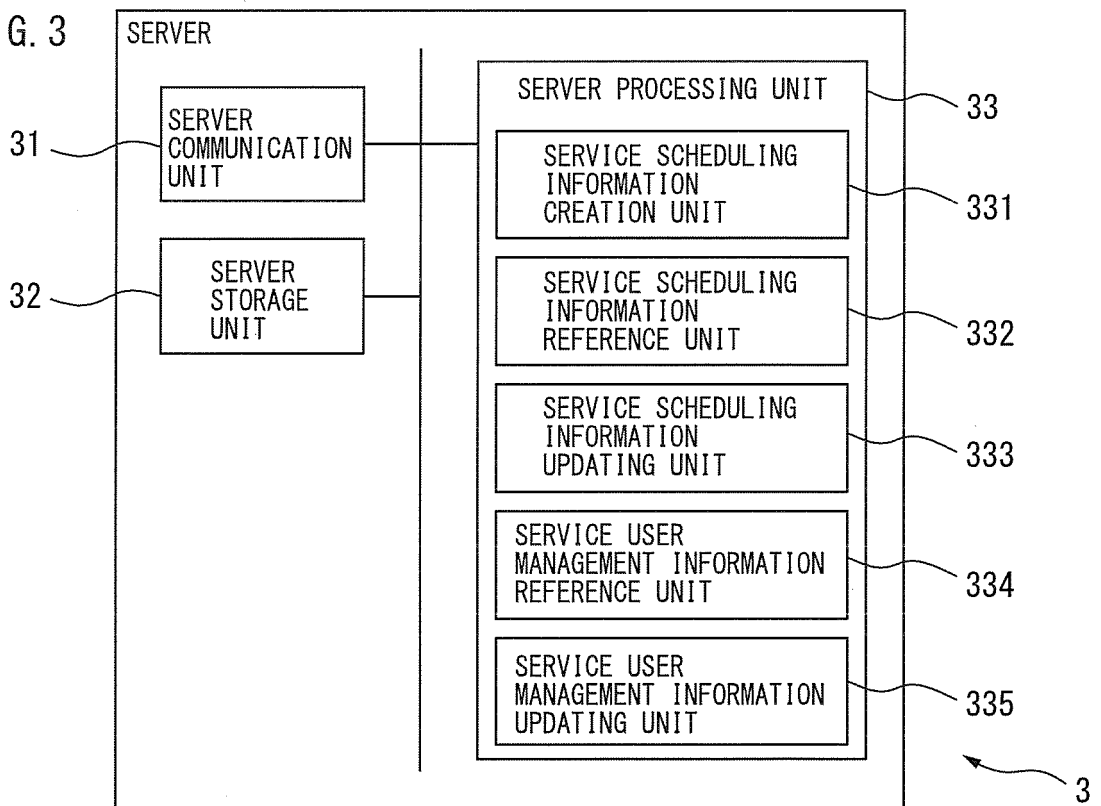 G. 3
SERVER
SERVER
COMMUNICATION
UNIT
31
SERVER
STORAGE
UNIT
32
SERVER PROCESSING UNIT
33
SERVICE SCHEDULING
INFORMATION
CREATION UNIT
331
SERVICE SCHEDULING
INFORMATION
REFERENCE UNIT
332
SERVICE SCHEDULING
INFORMATION
UPDATING UNIT
333
SERVICE USER
MANAGEMENT INFORMATION
REFERENCE UNIT
334
SERVICE USER
MANAGEMENT INFORMATION
UPDATING UNIT
335
3